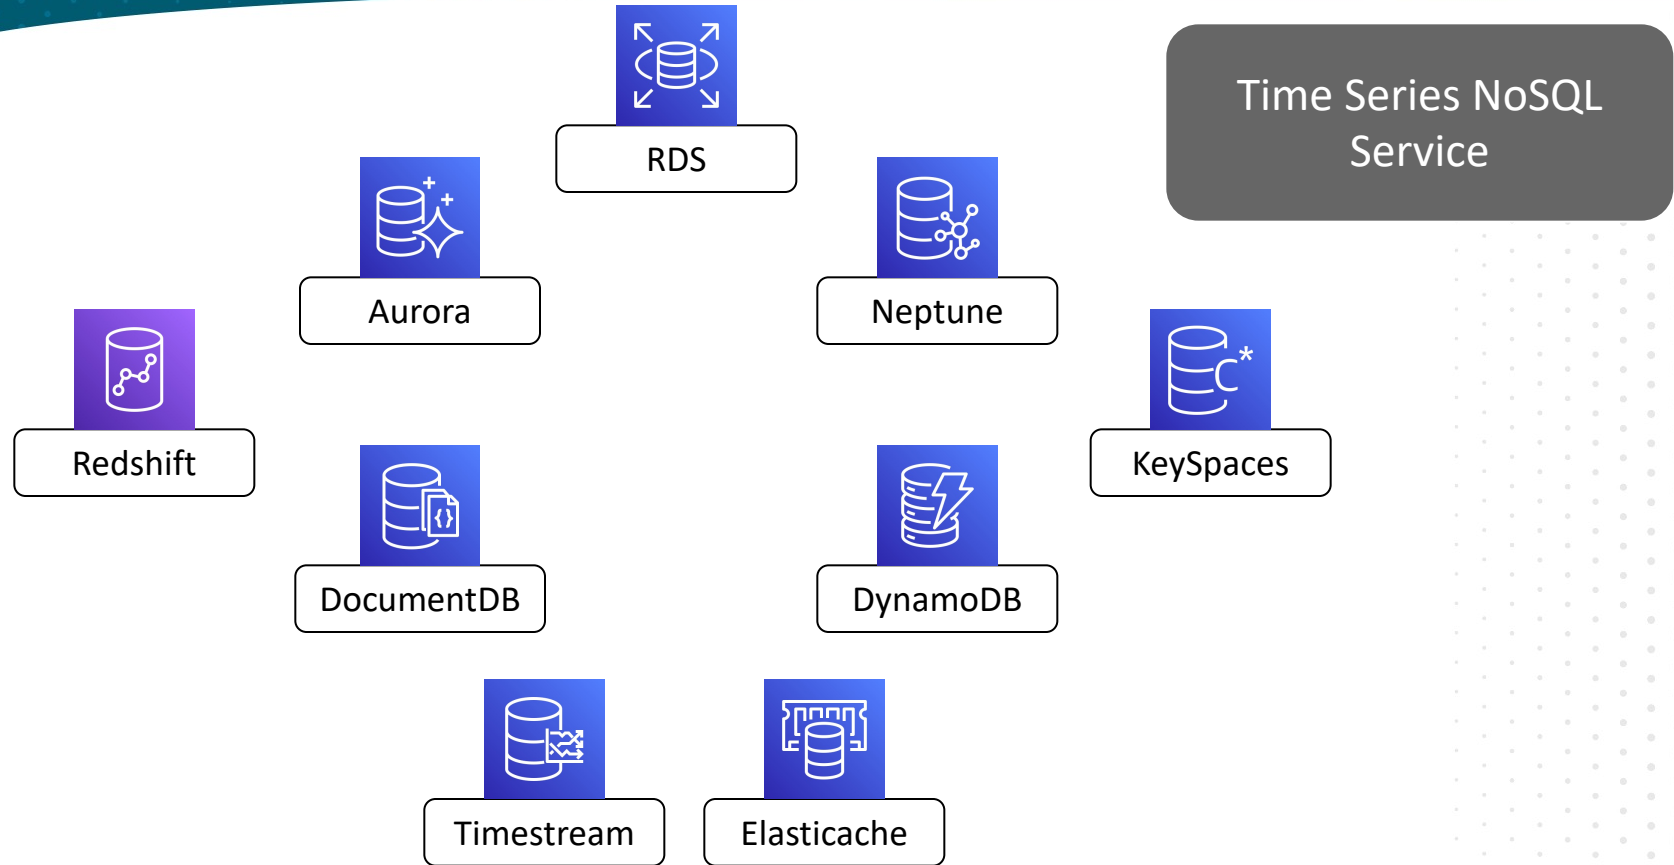 Time Series NoSQL
Service
RDS
Aurora
Neptune
Redshift
C*
KeySpaces
{}
DocumentDB
DynamoDB
Timestream
Elasticache